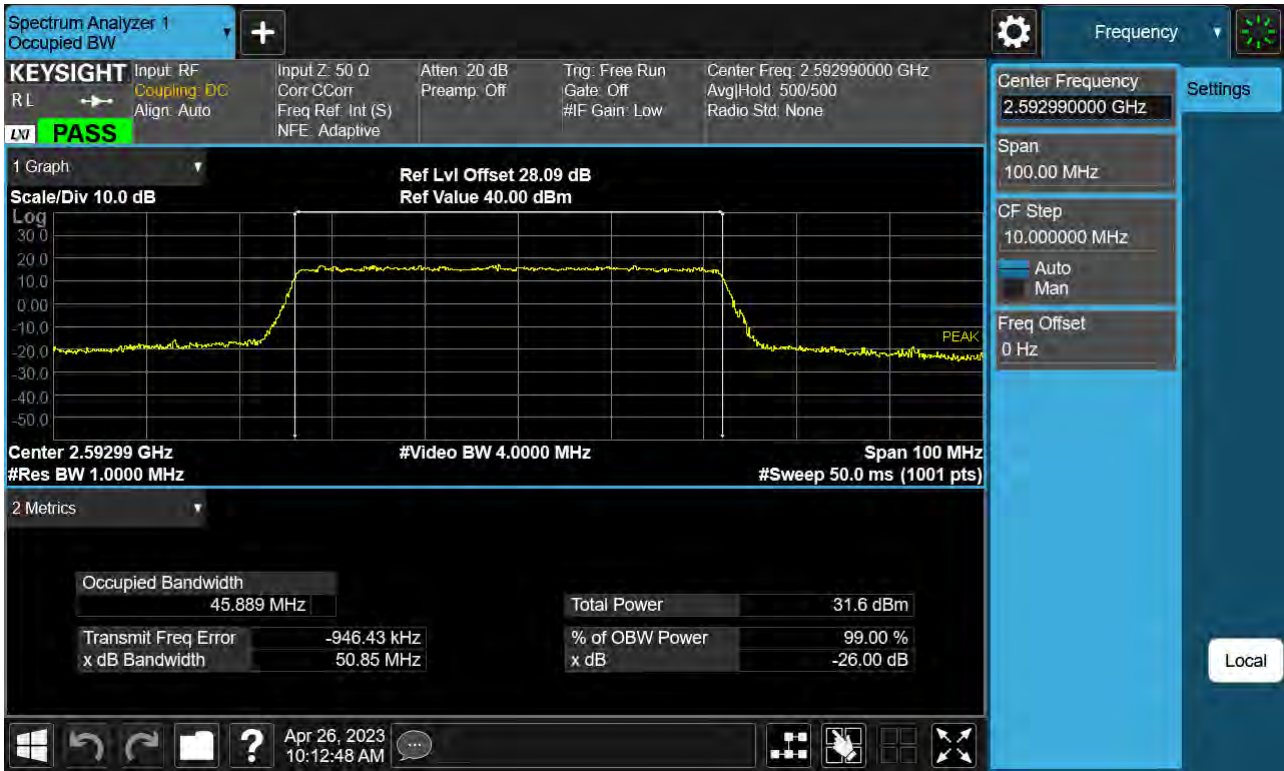 Spectrum Analyzer 1
Occupied BW
+
Frequency
KEYSIGHT
R L
LXI
PASS
Input: RF
Coupling: DC
Align: Auto
Input Z: 50 Ω
Corr CCorr
Freq Ref: Int (S)
NFE: Adaptive
Atten: 20 dB
Preamp: Off
Trig: Free Run
Gate: Off
#IF Gain: Low
Center Freq: 2.592990000 GHz
Avg|Hold: 500/500
Radio Std: None
Center Frequency
2.592990000 GHz
Settings
Span
100.00 MHz
CF Step
10.000000 MHz
Auto
Man
Freq Offset
0 Hz
Local
1 Graph
Scale/Div 10.0 dB
Ref Lvl Offset 28.09 dB
Ref Value 40.00 dBm
Log
30.0
20.0
10.0
0.00
-10.0
-20.0
-30.0
-40.0
-50.0
PEAK
Center 2.59299 GHz
#Video BW 4.0000 MHz
Span 100 MHz
#Res BW 1.0000 MHz
#Sweep 50.0 ms (1001 pts)
2 Metrics
Occupied Bandwidth
45.889 MHz
Transmit Freq Error -946.43 kHz
x dB Bandwidth 50.85 MHz
Total Power 31.6 dBm
% of OBW Power 99.00 %
x dB -26.00 dB
?
Apr 26, 2023
10:12:48 AM